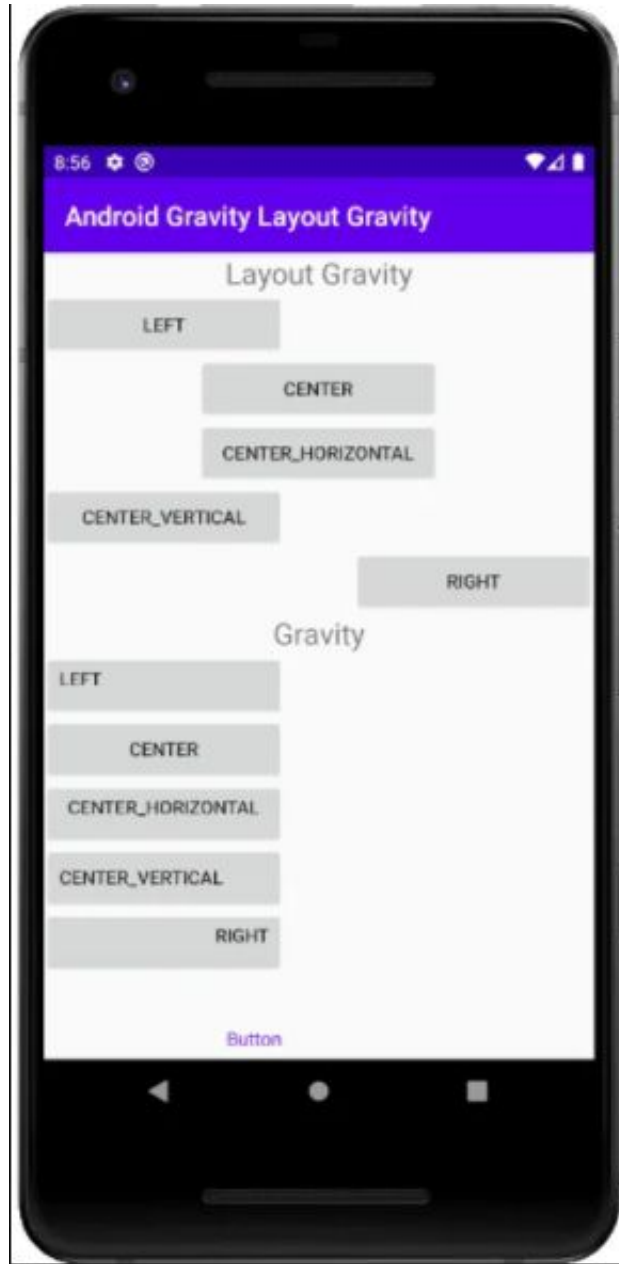 8:56
Android Gravity Layout Gravity
Layout Gravity
LEFT
CENTER
CENTER_HORIZONTAL
CENTER_VERTICAL
RIGHT
Gravity
LEFT
CENTER
CENTER_HORIZONTAL
CENTER_VERTICAL
RIGHT
Button